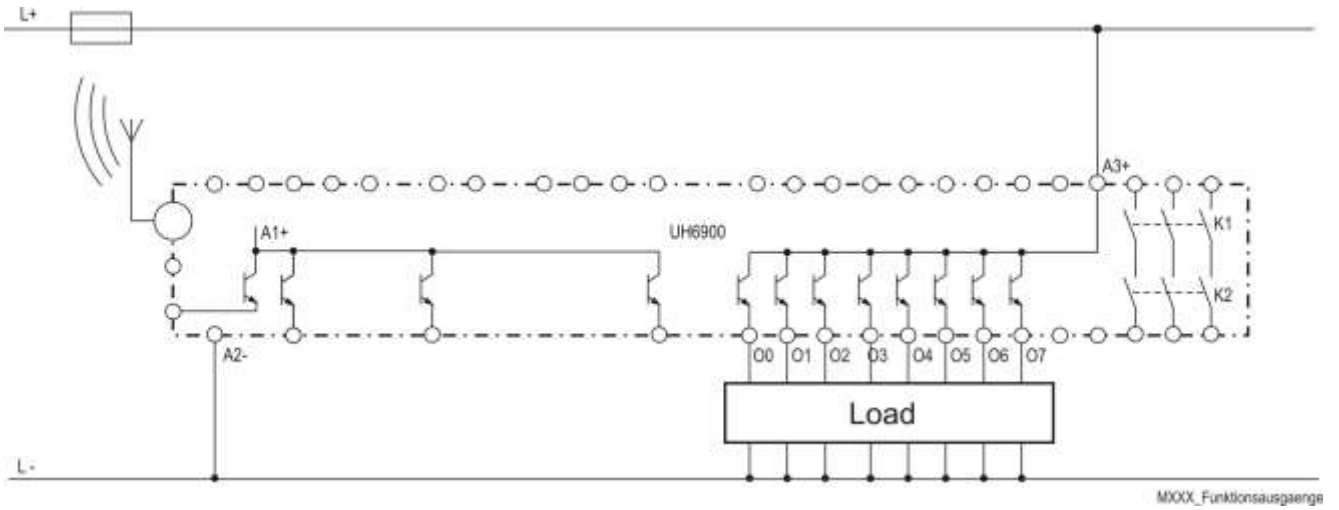 L+
A3+
A1+
UH6900
K1
K2
A2-
O0 O1 O2 O3 O4 O5 O6 O7
Load
L -
MXXX_Funktionsausgaenge